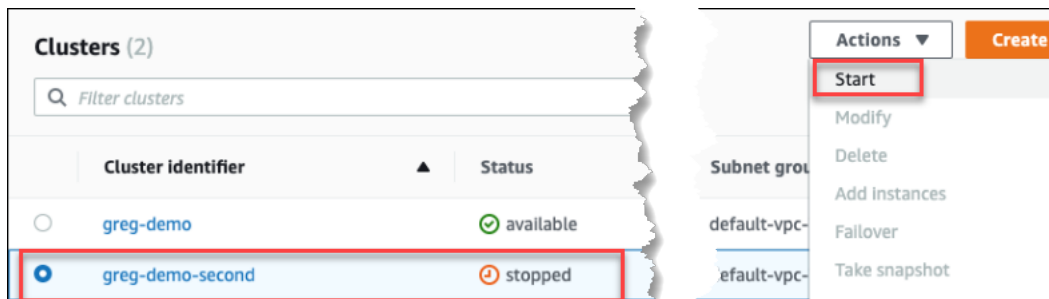 Clusters (2)
Actions
Create
Filter clusters
Start
Modify
Delete
Add instances
Failover
Take snapshot
Cluster identifier
Status
Subnet grou
greg-demo
available
default-vpc-
greg-demo-second
stopped
efault-vpc-